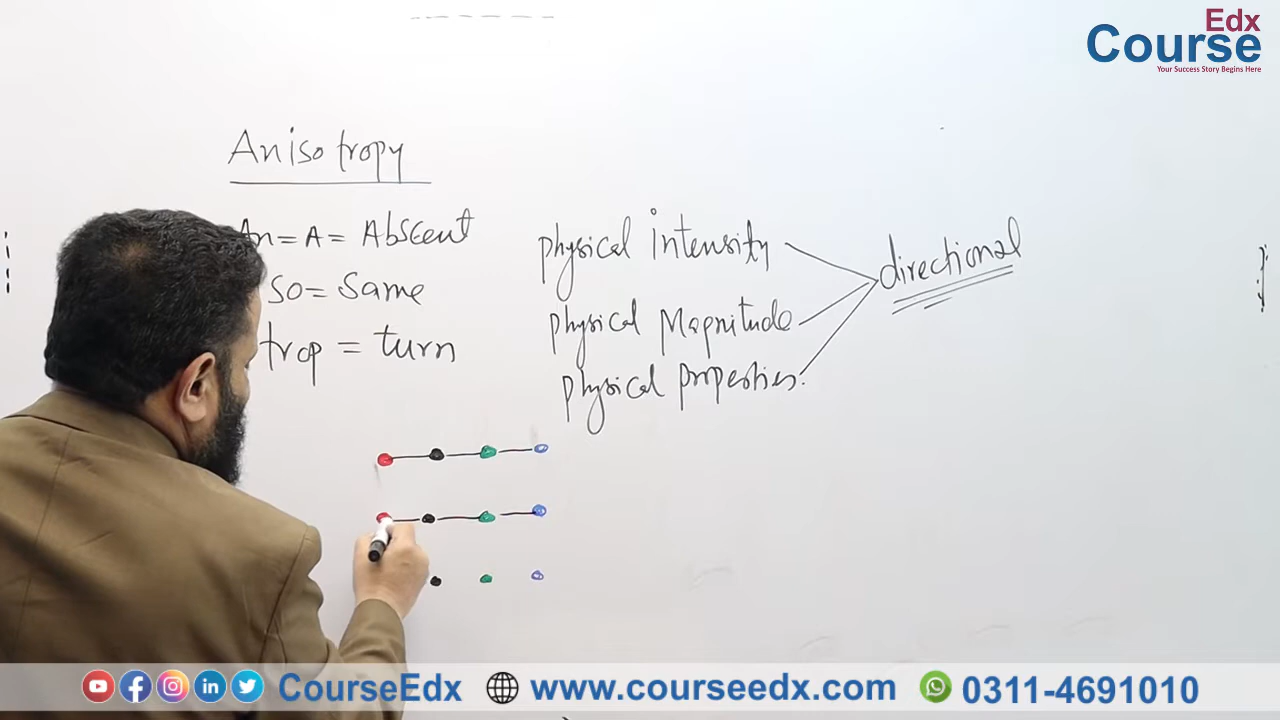 Edx
Course
Your Success Story Begins Here
Anisotropy
An = A = Abscent
so = Same
trop = turn
physical intensity
physical Magnitude
physical properties.
directional
CourseEdx
www.courseedx.com
0311-4691010